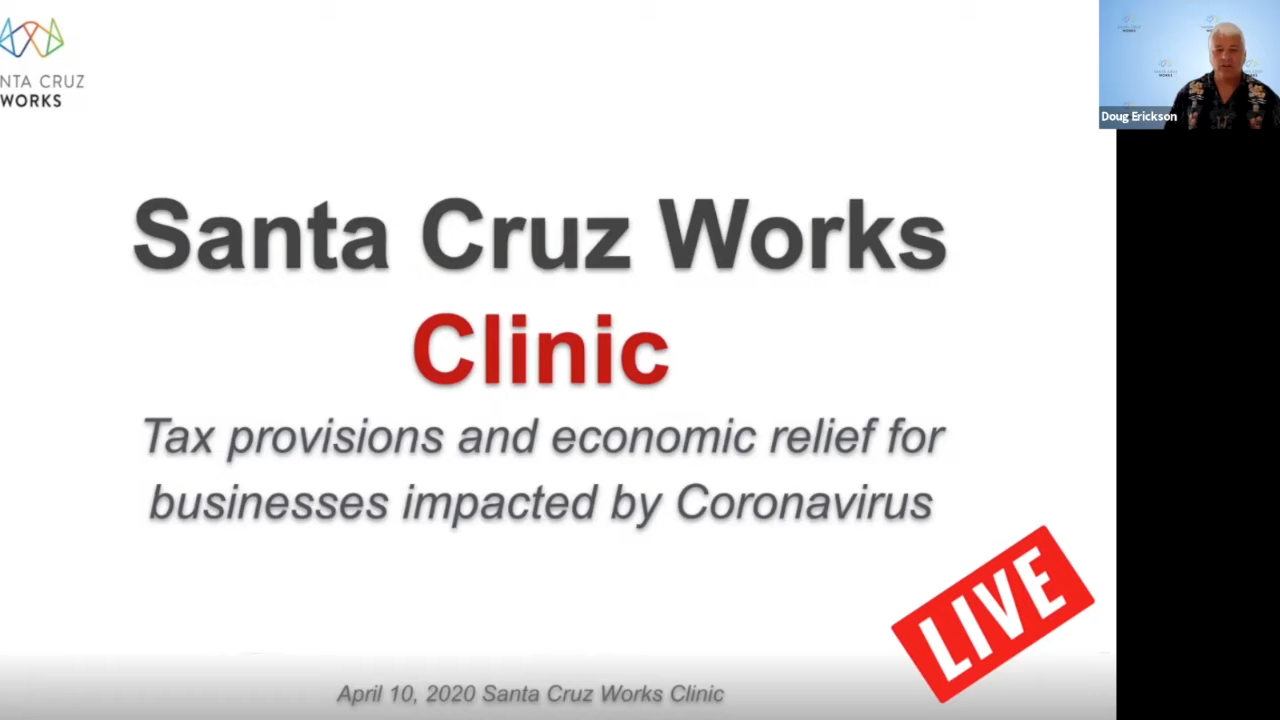 NTA CRUZ
WORKS
Doug Erickson
Santa Cruz Works
Clinic
Tax provisions and economic relief for
businesses impacted by Coronavirus
LIVE
April 10, 2020 Santa Cruz Works Clinic